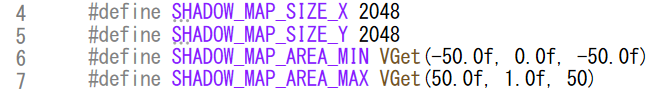 4 #define SHADOW_MAP_SIZE_X 2048
5 #define SHADOW_MAP_SIZE_Y 2048
6 #define SHADOW_MAP_AREA_MIN VGet(-50.0f, 0.0f, -50.0f)
7 #define SHADOW_MAP_AREA_MAX VGet(50.0f, 1.0f, 50)